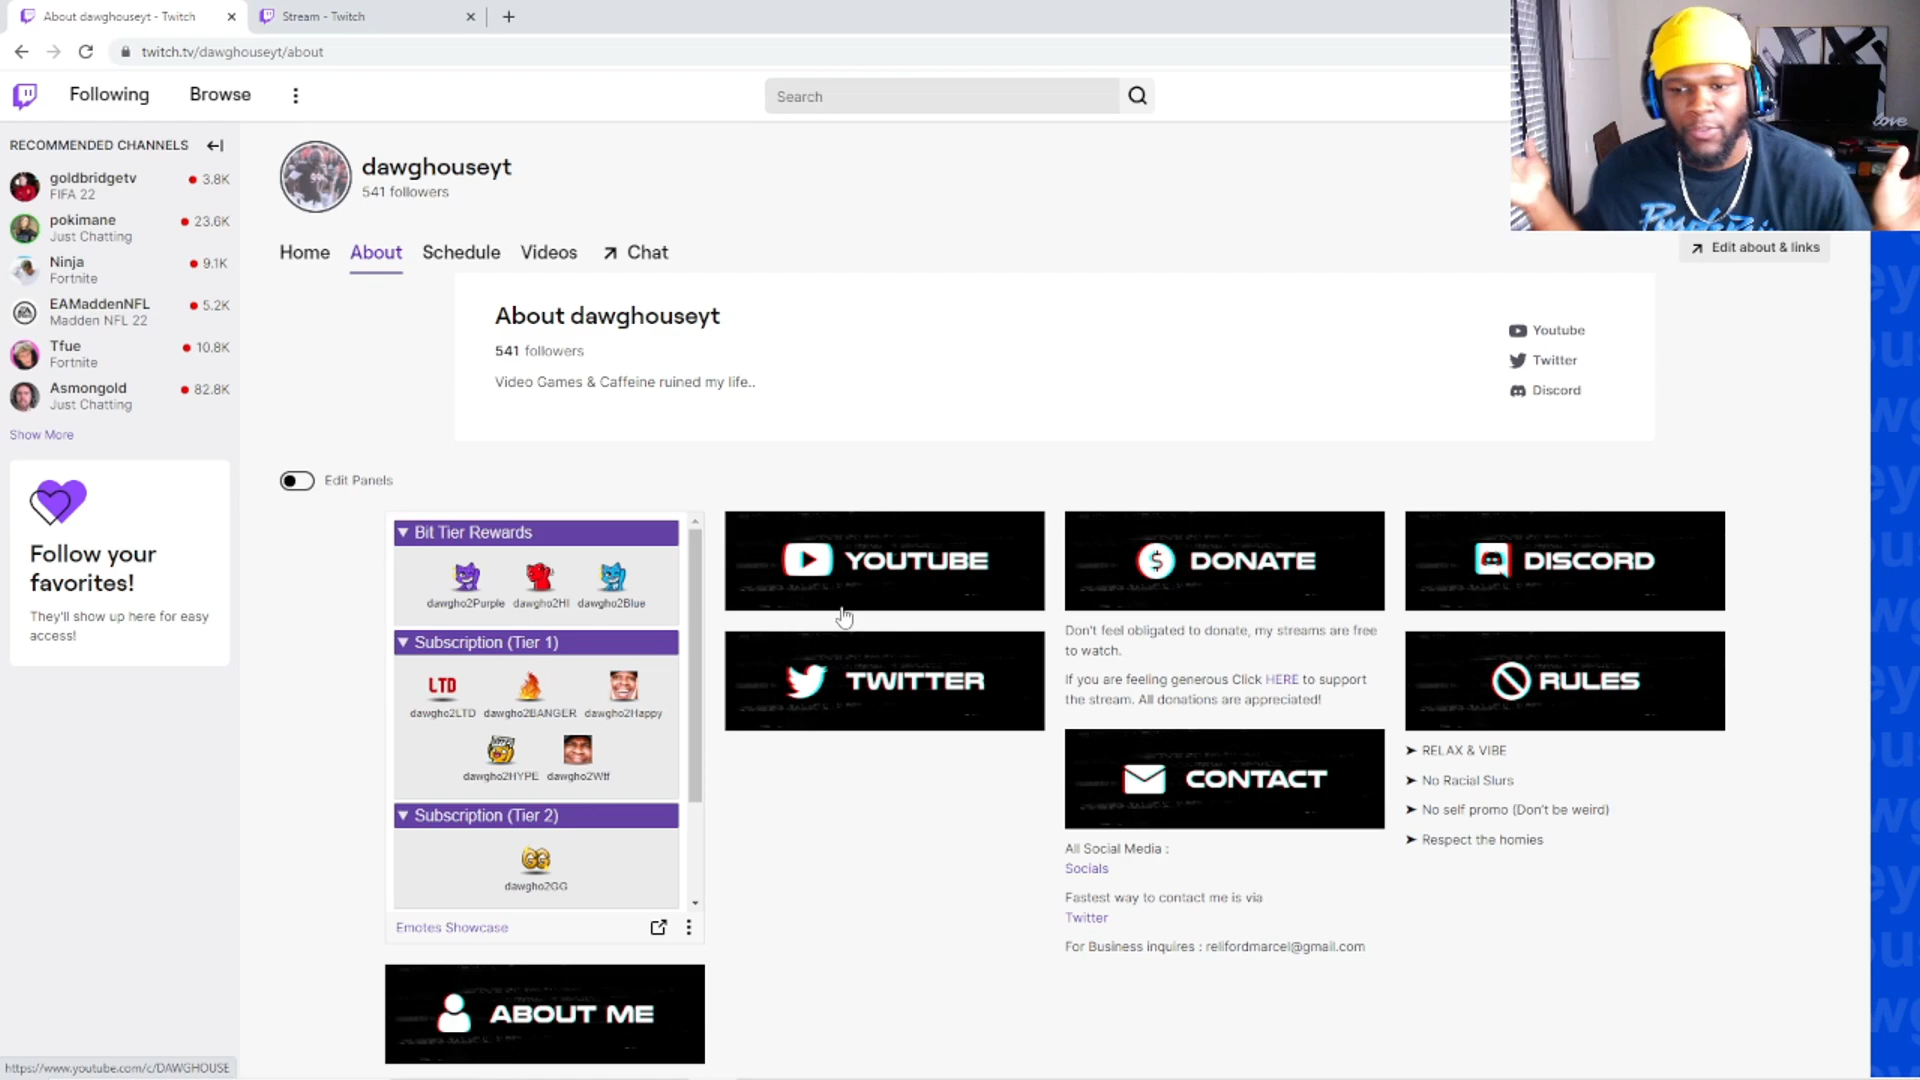 About dawghouseyt - Twitch
Stream - Twitch
twitch.tv/dawghouseyt/about
Following
Browse
Search
love
RECOMMENDED CHANNELS
goldbridgetv
3.8K
FIFA 22
pokimane
23.6K
Just Chatting
Ninja
9.1K
Fortnite
EAMaddenNFL
5.2K
Madden NFL 22
Tfue
10.8K
Fortnite
Asmongold
82.8K
Just Chatting
Show More
Follow your
favorites!
They'll show up here for easy
access!
dawghouseyt
541 followers
Home
About
Schedule
Videos
Chat
Edit about & links
About dawghouseyt
541 followers
Video Games & Caffeine ruined my life..
Youtube
Twitter
Discord
Edit Panels
Bit Tier Rewards
dawgho2Purple dawgho2HI dawgho2Blue
Subscription (Tier 1)
LTD
dawgho2LTD dawgho2BANGER dawgho2Happy
dawgho2HYPE dawgho2Wtf
Subscription (Tier 2)
GG
dawgho2GG
Emotes Showcase
ABOUT ME
YOUTUBE
TWITTER
DONATE
Don't feel obligated to donate, my streams are free
to watch.
If you are feeling generous Click HERE to support
the stream. All donations are appreciated!
CONTACT
All Social Media :
Socials
Fastest way to contact me is via
Twitter
For Business inquires : relifordmarcel@gmail.com
DISCORD
RULES
➤ RELAX & VIBE
➤ No Racial Slurs
➤ No self promo (Don't be weird)
➤ Respect the homies
https://www.youtube.com/c/DAWGHOUSE